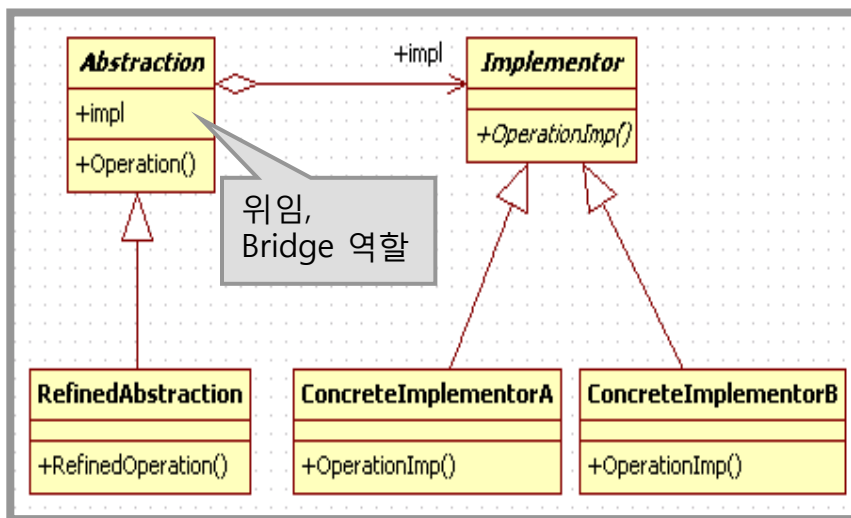 Abstraction
+impl
+Operation()
+impl
Implementor
+OperationImp()
위임,
Bridge 역할
RefinedAbstraction
+RefinedOperation()
ConcreteImplementorA
+OperationImp()
ConcreteImplementorB
+OperationImp()